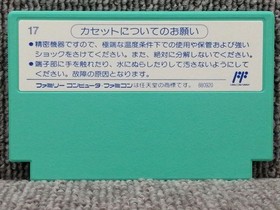 17
カセットについてのお願い
●精密機器ですので、極端な温度条件下での使用や保管および強い
ショックをさけてください。また、絶対に分解しないでください。
●端子部に手を触れたり、水にぬらしたりして汚さないようにして
ください。故障の原因となります。
ファミリー コンピュータ ファミコンは任天堂の商標です。